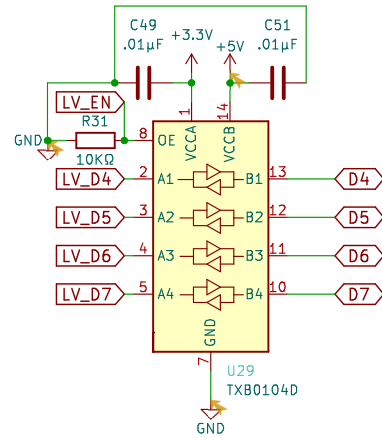 C49
C51
.01µF
+3.3V
+5V
.01µF
LV_EN
R31
GND
10KΩ
1
14
8
OE
VCCA
VCCB
LV_D4
2
A1
B1
13
D4
LV_D5
3
A2
B2
12
D5
LV_D6
4
A3
B3
11
D6
LV_D7
5
A4
B4
10
D7
GND
7
U29
TXB0104D
GND